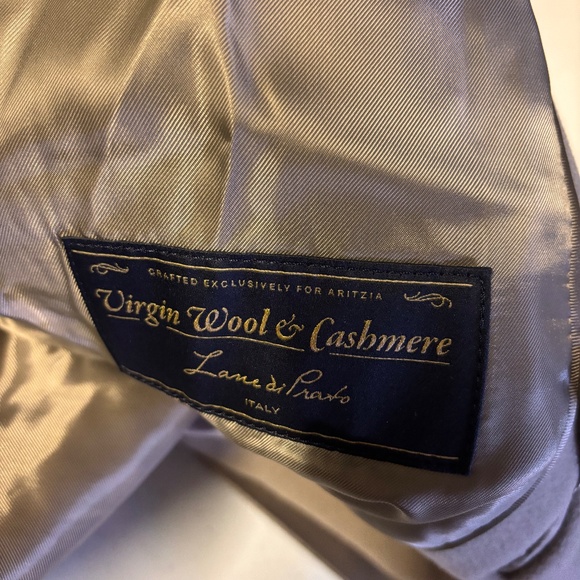 CRAFTED EXCLUSIVELY FOR ARITZIA
Virgin Wool & Cashmere
Lane di Prato
ITALY